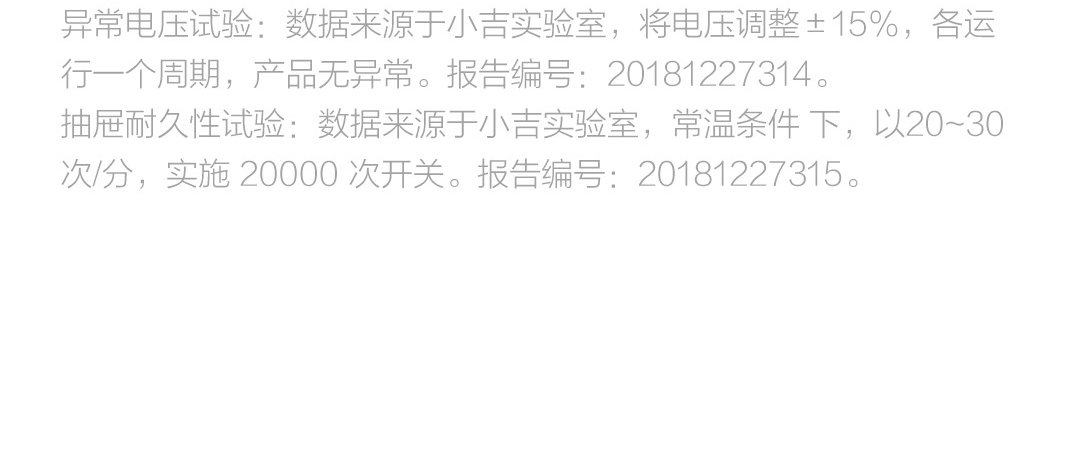 异常电压试验：数据来源于小吉实验室，将电压调整±15%，各运
行一个周期，产品无异常。报告编号：20181227314。
抽屉耐久性试验：数据来源于小吉实验室，常温条件 下，以20~30
次/分，实施 20000 次开关。报告编号：20181227315。